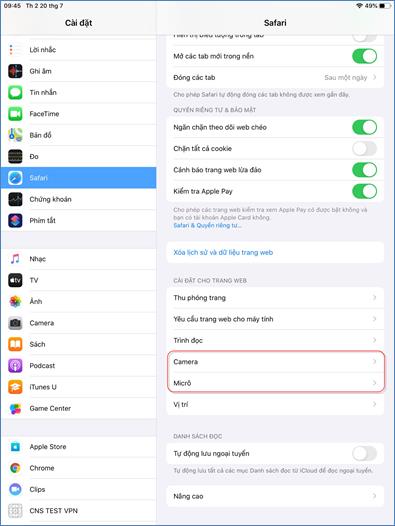 09:45 Th 2 20 thg 7
49%
Cài đặt
Lời nhắc
Ghi âm
Tin nhắn
FaceTime
Bản đồ
Đo
Safari
Chứng khoán
Phím tắt
Nhạc
TV
Ảnh
Camera
Sách
Podcast
iTunes U
Game Center
Apple Store
Chrome
Clips
CNS TEST VPN
Safari
Hiển thị biểu tượng trong tab
Mở các tab mới trong nền
Đóng các tab
Sau một ngày
Cho phép Safari tự động đóng các tab không được xem gần đây.
QUYỀN RIÊNG TƯ & BẢO MẬT
Ngăn chặn theo dõi web chéo
Chặn tất cả cookie
Cảnh báo trang web lừa đảo
Kiểm tra Apple Pay
Cho phép các trang web kiểm tra xem Apple Pay có được bật không và
bạn có tài khoản Apple Card không.
Safari & Quyền riêng tư...
Xóa lịch sử và dữ liệu trang web
CÀI ĐẶT CHO TRANG WEB
Thu phóng trang
Yêu cầu trang web cho máy tính
Trình đọc
Camera
Micrô
Vị trí
DANH SÁCH ĐỌC
Tự động lưu ngoại tuyến
Tự động lưu tất cả các mục Danh sách đọc từ iCloud để đọc ngoại tuyến.
Nâng cao